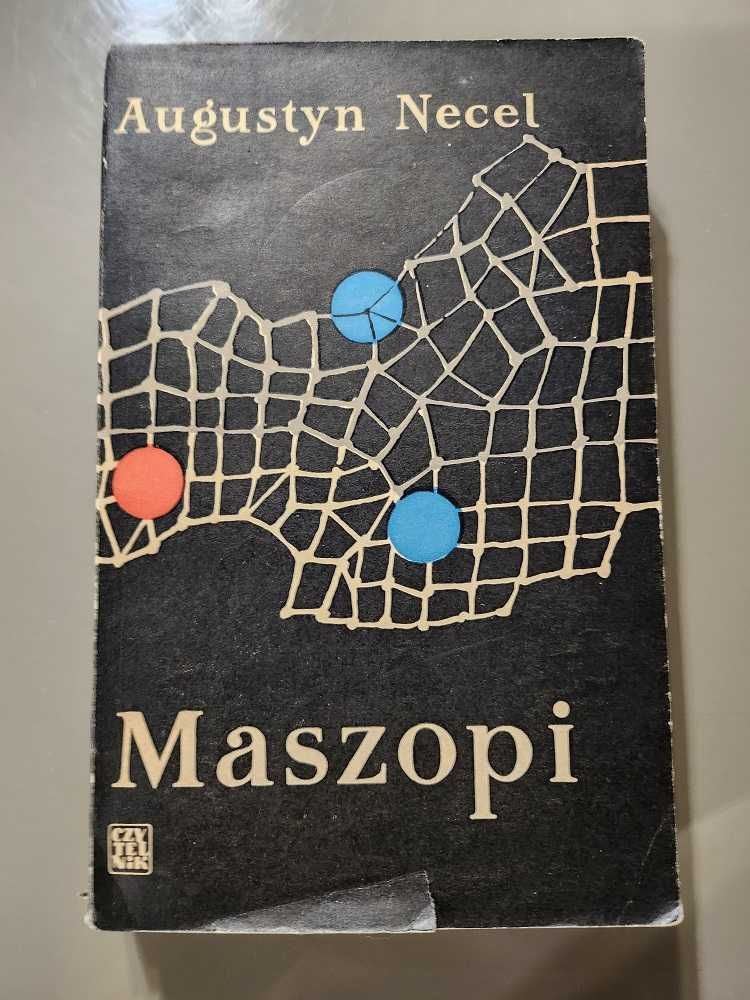 Augustyn Necel
Maszopi
CZY
TEL
NiK